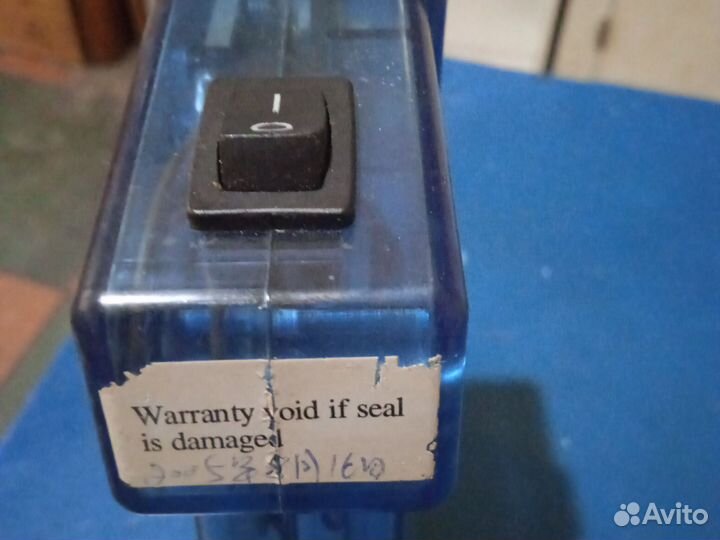 Warranty void if seal
is damaged
Avito